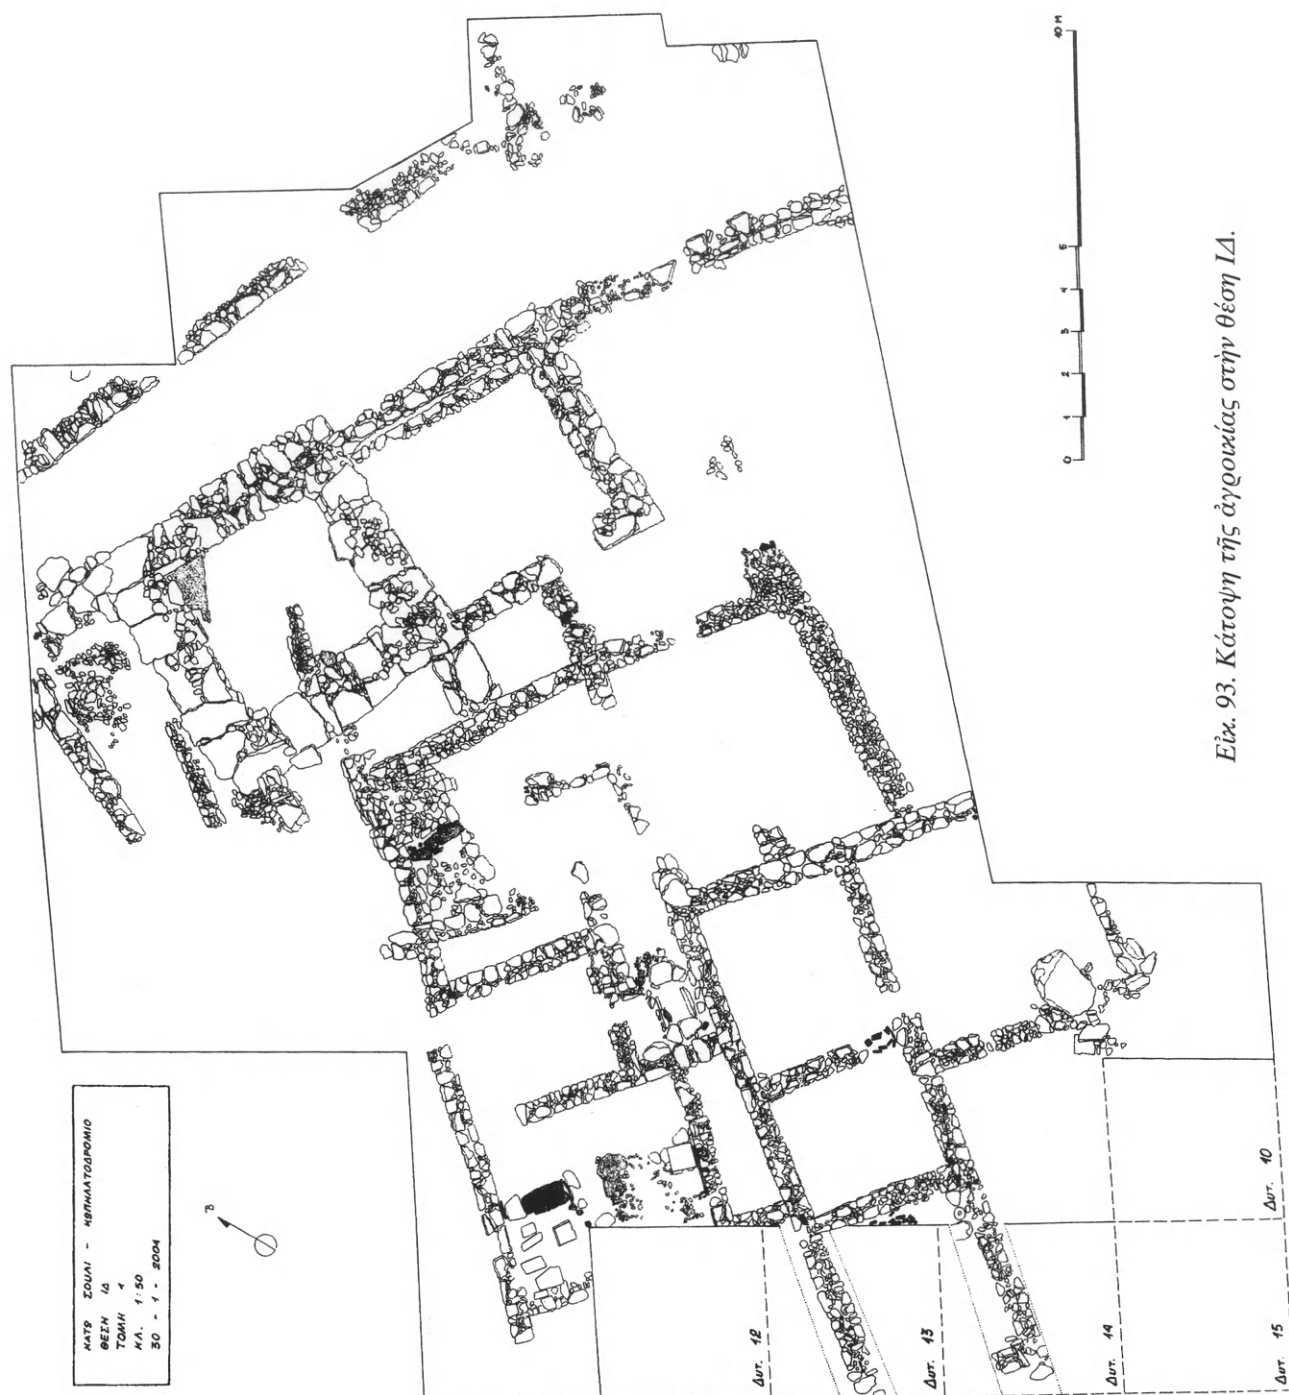 ΚΑΤΩ ΣΟΥΛΙ - ΚΩΠΗΛΑΤΟΔΡΟΜΙΟ
ΘΕΣΗ ΙΔ
ΤΟΜΗ 1
ΚΛ. 1:50
30 - 1 - 2004
Β
0 1 2 3 4 5 10 Μ
Δυτ. 12
Δυτ. 13
Δυτ. 14
Δυτ. 15
Δυτ. 10
Εἰκ. 93. Κάτοψη τῆς ἀγροικίας στὴν θέση ΙΔ.